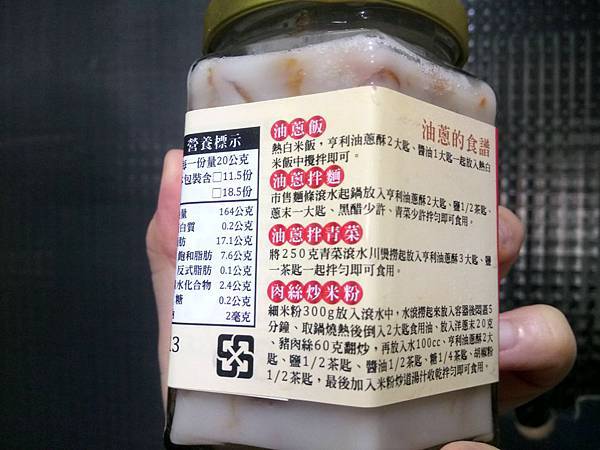 油蔥的食譜
油蔥飯
熱白米飯，亨利油蔥酥2大匙、醬油1大匙一起放入熱白
米飯中攪拌即可。
油蔥拌麵
市售麵條滾水起鍋放入亨利油蔥酥2大匙、鹽1/2茶匙、
蔥末一大匙、黑醋少許、青菜少許拌勻即可食用。
油蔥拌青菜
將250克青菜滾水川燙撈起放入亨利油蔥酥3大匙、鹽
一茶匙一起拌勻即可食用。
肉絲炒米粉
細米粉300g放入滾水中，水滾撈起來放入容器後悶蓋5
分鐘、取鍋燒熱後倒入2大匙食用油、放入洋蔥末20克
、豬肉絲60克翻炒，再放入水100cc、亨利油蔥酥2大
匙、鹽1/2茶匙、醬油1/2茶匙、糖1/4茶匙、胡椒粉
1/2茶匙，最後加入米粉炒道湯汁收乾拌勻即可食用。
營養標示
每一份量20公克
包裝含 □11.5份
□18.5份
量 164公克
白質 0.2公克
肪 17.1公克
飽和脂肪 7.6公克
反式脂肪 0.1公克
水化合物 2.4公克
糖 0.2公克
2毫克
13